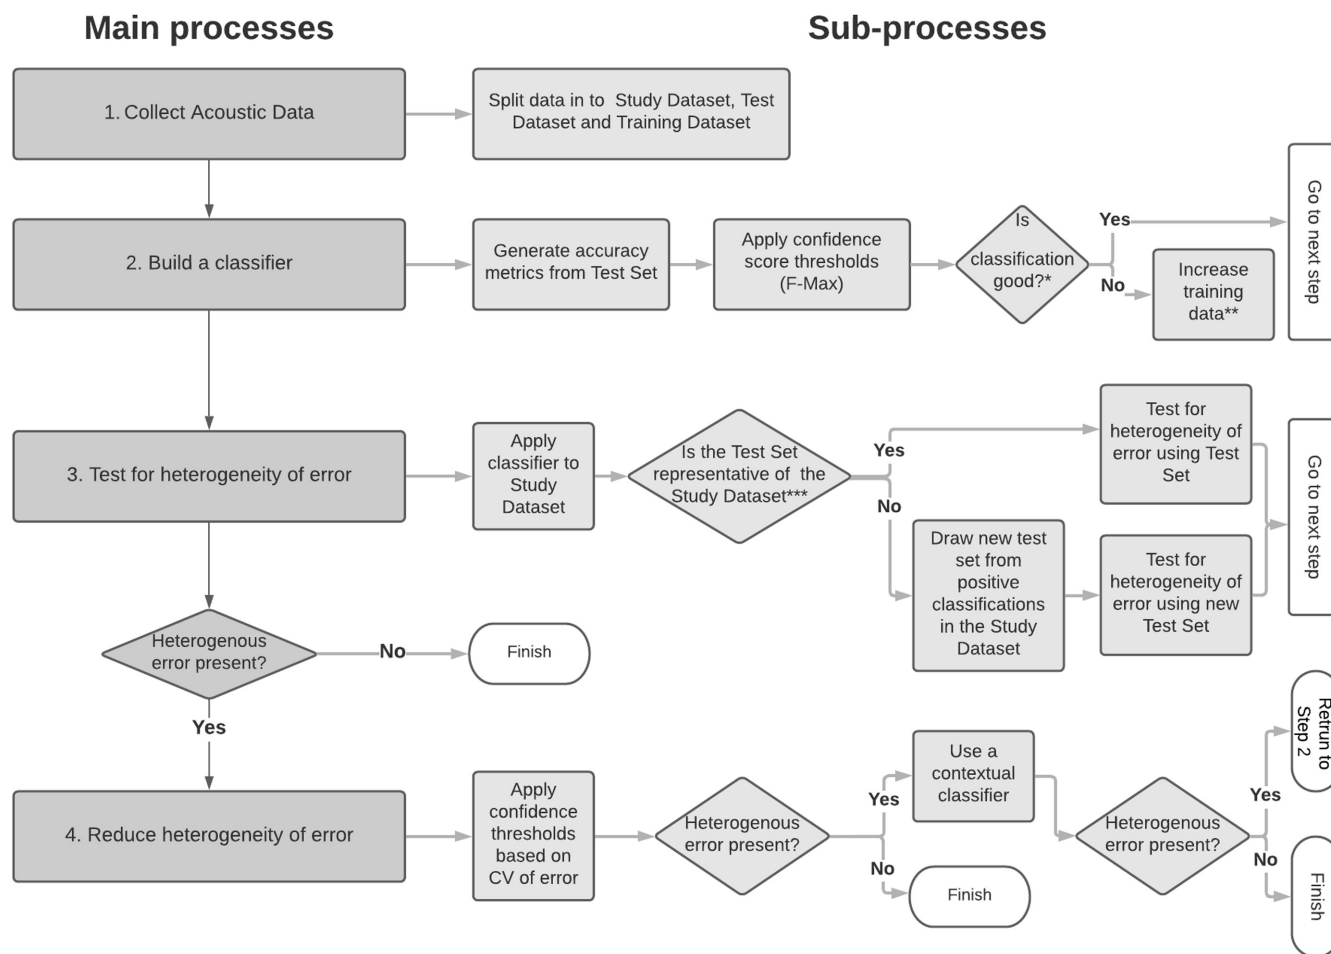 Main processes
Sub-processes
1. Collect Acoustic Data
Split data in to Study Dataset, Test
Dataset and Training Dataset
2. Build a classifier
Generate accuracy
metrics from Test Set
Apply confidence
score thresholds
(F-Max)
Is
classification
good?*
Yes
No
Increase
training
data**
Go to next step
3. Test for heterogeneity of error
Apply
classifier to
Study
Dataset
Is the Test Set
representative of the
Study Dataset***
Yes
No
Test for
heterogeneity of
error using Test
Set
Draw new test
set from
positive
classifications
in the Study
Dataset
Test for
heterogeneity of
error using new
Test Set
Go to next step
Heterogenous
error present?
No
Finish
Yes
4. Reduce heterogeneity of error
Apply
confidence
thresholds
based on
CV of error
Heterogenous
error present?
Yes
No
Use a
contextual
classifier
Finish
Heterogenous
error present?
Yes
No
Retrun to
Step 2
Finish